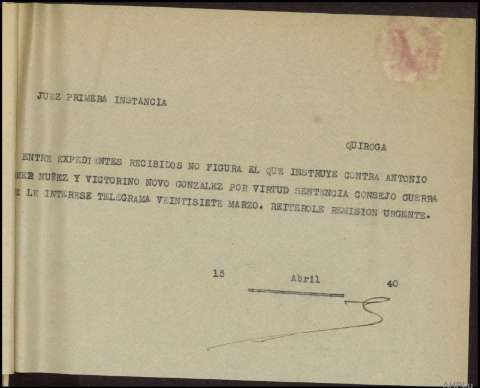 JUEZ PRIMERA INSTANCIA
QUIROGA
ENTRE EXPEDIENTES RECIBIDOS NO FIGURA EL QUE INSTRUYE CONTRA ANTONIO
NUÑEZ Y VICTORINO NOVO GONZALEZ POR VIRTUD SENTENCIA CONSEJO GUERRA
LE INTERESE TELEGRAMA VEINTISIETE MARZO. REITEROLE REMISION URGENTE.
15 Abril 40